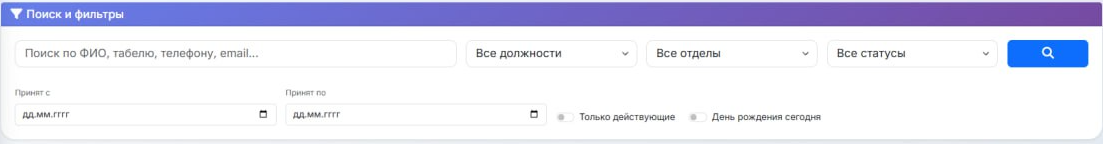 Поиск и фильтры
Поиск по ФИО, табелю, телефону, email...
Все должности
Все отделы
Все статусы
Принят с
Принят по
дд.мм.гггг
дд.мм.гггг
Только действующие
День рождения сегодня